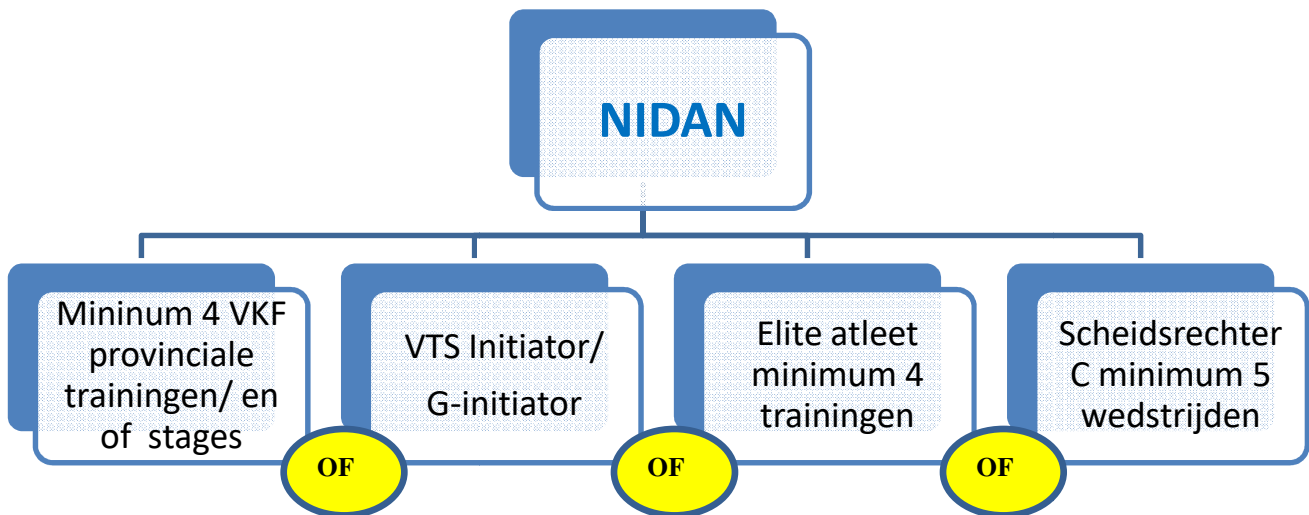 NIDAN
Mininum 4 VKF
provinciale
trainingen/ en
of stages
VTS Initiator/
G-initiator
Elite atleet
minimum 4
trainingen
Scheidsrechter
C minimum 5
wedstrijden
OF
OF
OF